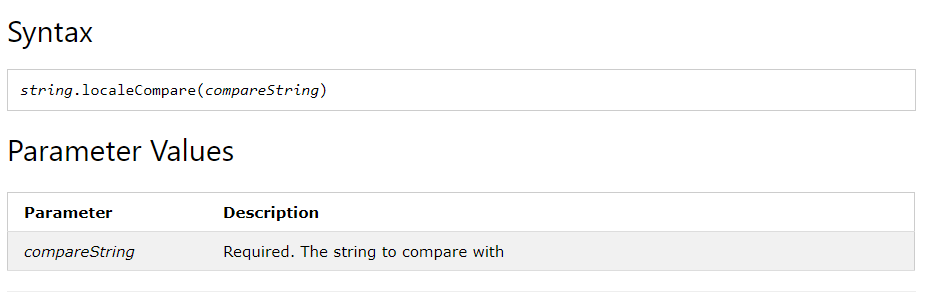 Syntax
string.localeCompare(compareString)
Parameter Values
Parameter Description
compareString Required. The string to compare with